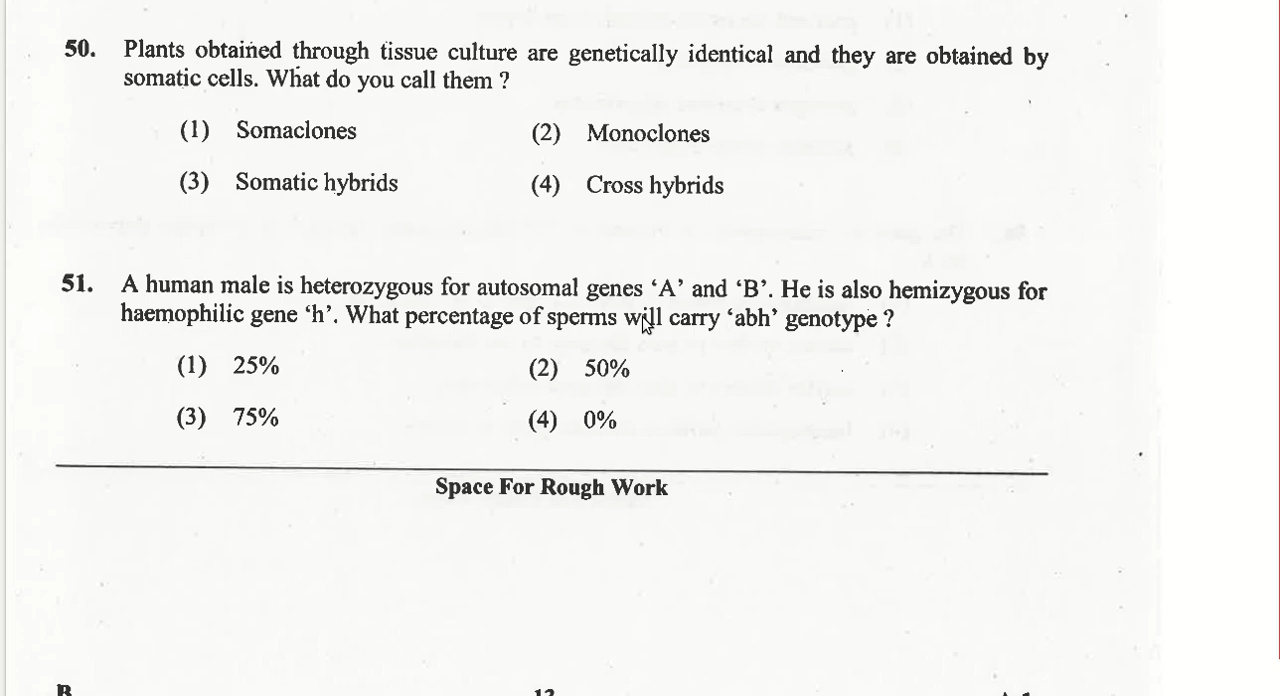 50. Plants obtained through tissue culture are genetically identical and they are obtained by
somatic cells. What do you call them ?
(1) Somaclones (2) Monoclones
(3) Somatic hybrids (4) Cross hybrids
51. A human male is heterozygous for autosomal genes ‘A’ and ‘B’. He is also hemizygous for
haemophilic gene ‘h’. What percentage of sperms will carry ‘abh’ genotype ?
(1) 25% (2) 50%
(3) 75% (4) 0%
Space For Rough Work
B